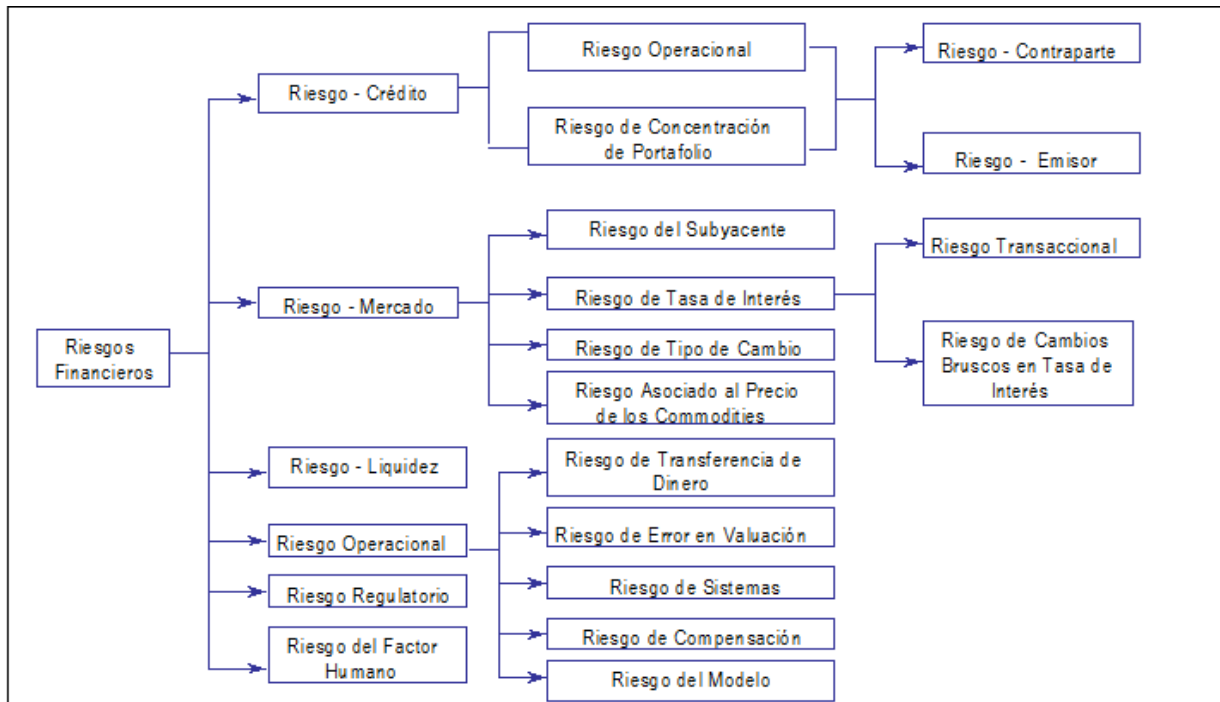 Riesgo Operacional
Riesgo - Contraparte
Riesgo - Crédito
Riesgo de Concentración
de Portafolio
Riesgo - Emisor
Riesgo del Subyacente
Riesgo Transaccional
Riesgo - Mercado
Riesgo de Tasa de Interés
Riesgos
Financieros
Riesgo de Tipo de Cambio
Riesgo de Cambios
Bruscos en Tasa de
Interés
Riesgo Asociado al Precio
de los Commodities
Riesgo - Liquidez
Riesgo de Transferencia de
Dinero
Riesgo Operacional
Riesgo de Error en Valuación
Riesgo Regulatorio
Riesgo de Sistemas
Riesgo del Factor
Humano
Riesgo de Compensación
Riesgo del Modelo